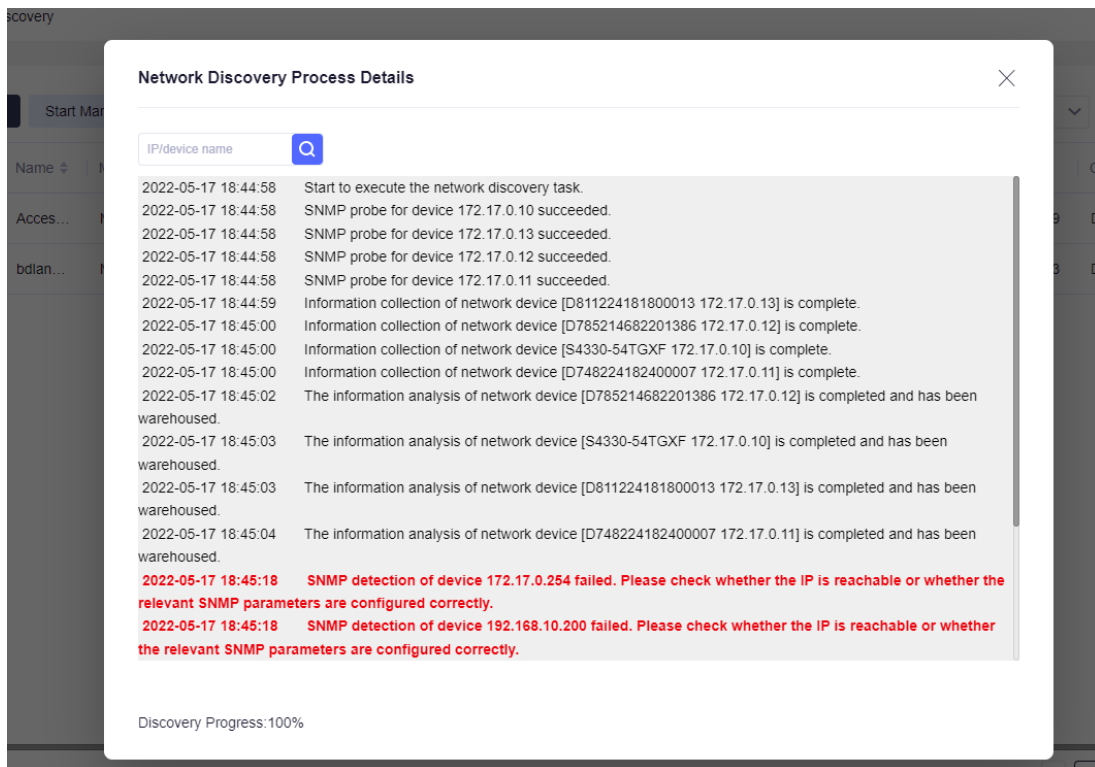 scovery
Network Discovery Process Details
Start Mar
IP/device name
Name
2022-05-17 18:44:58 Start to execute the network discovery task.
2022-05-17 18:44:58 SNMP probe for device 172.17.0.10 succeeded.
Acces...
2022-05-17 18:44:58 SNMP probe for device 172.17.0.13 succeeded.
2022-05-17 18:44:58 SNMP probe for device 172.17.0.12 succeeded.
bdlan...
2022-05-17 18:44:58 SNMP probe for device 172.17.0.11 succeeded.
2022-05-17 18:44:59 Information collection of network device [D811224181800013 172.17.0.13] is complete.
2022-05-17 18:45:00 Information collection of network device [D785214682201386 172.17.0.12] is complete.
2022-05-17 18:45:00 Information collection of network device [S4330-54TGXF 172.17.0.10] is complete.
2022-05-17 18:45:00 Information collection of network device [D748224182400007 172.17.0.11] is complete.
2022-05-17 18:45:02 The information analysis of network device [D785214682201386 172.17.0.12] is completed and has been
warehoused.
2022-05-17 18:45:03 The information analysis of network device [S4330-54TGXF 172.17.0.10] is completed and has been
warehoused.
2022-05-17 18:45:03 The information analysis of network device [D811224181800013 172.17.0.13] is completed and has been
warehoused.
2022-05-17 18:45:04 The information analysis of network device [D748224182400007 172.17.0.11] is completed and has been
warehoused.
2022-05-17 18:45:18 SNMP detection of device 172.17.0.254 failed. Please check whether the IP is reachable or whether the
relevant SNMP parameters are configured correctly.
2022-05-17 18:45:18 SNMP detection of device 192.168.10.200 failed. Please check whether the IP is reachable or whether
the relevant SNMP parameters are configured correctly.
Discovery Progress:100%